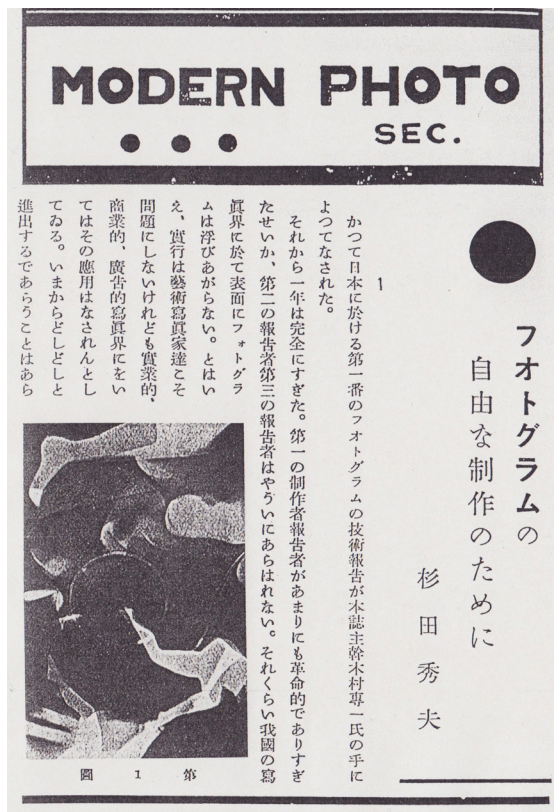 MODERN PHOTO
SEC.
フオトグラムの
自由な制作のために
杉田秀夫
1
かつて日本に於ける第一番のフオトグラムの技術報告が本誌主幹木村専一氏の手に
よつてなされた。
それから一年は完全にすぎた。第一の制作者報告者があまりにも革命的でありすぎ
たせいか、第二の報告者第三の報告者はやういにあらはれない。それくらい我國の寫
眞界に於て表面にフォトグラ
ムは浮びあがらない。とはい
え、實行は藝術寫眞家達こそ
問題にしないけれども實業的、
商業的、廣告的寫眞界にをい
てはその應用はなされんとし
てゐる。いまからどしどしと
進出するであらうことはあら
第1圖